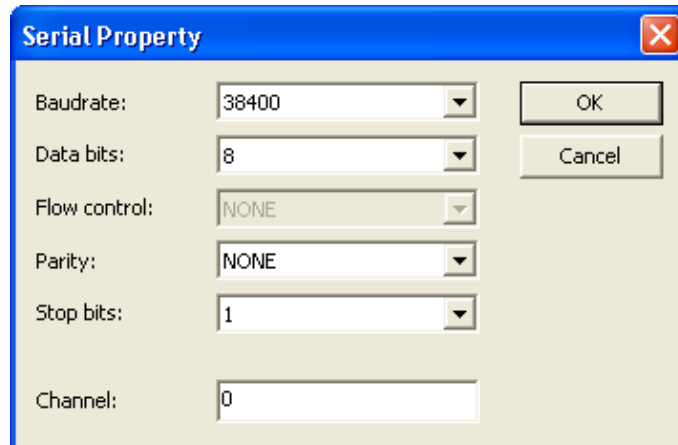 Serial Property
Baudrate: 38400 OK
Data bits: 8 Cancel
Flow control: NONE
Parity: NONE
Stop bits: 1
Channel: 0